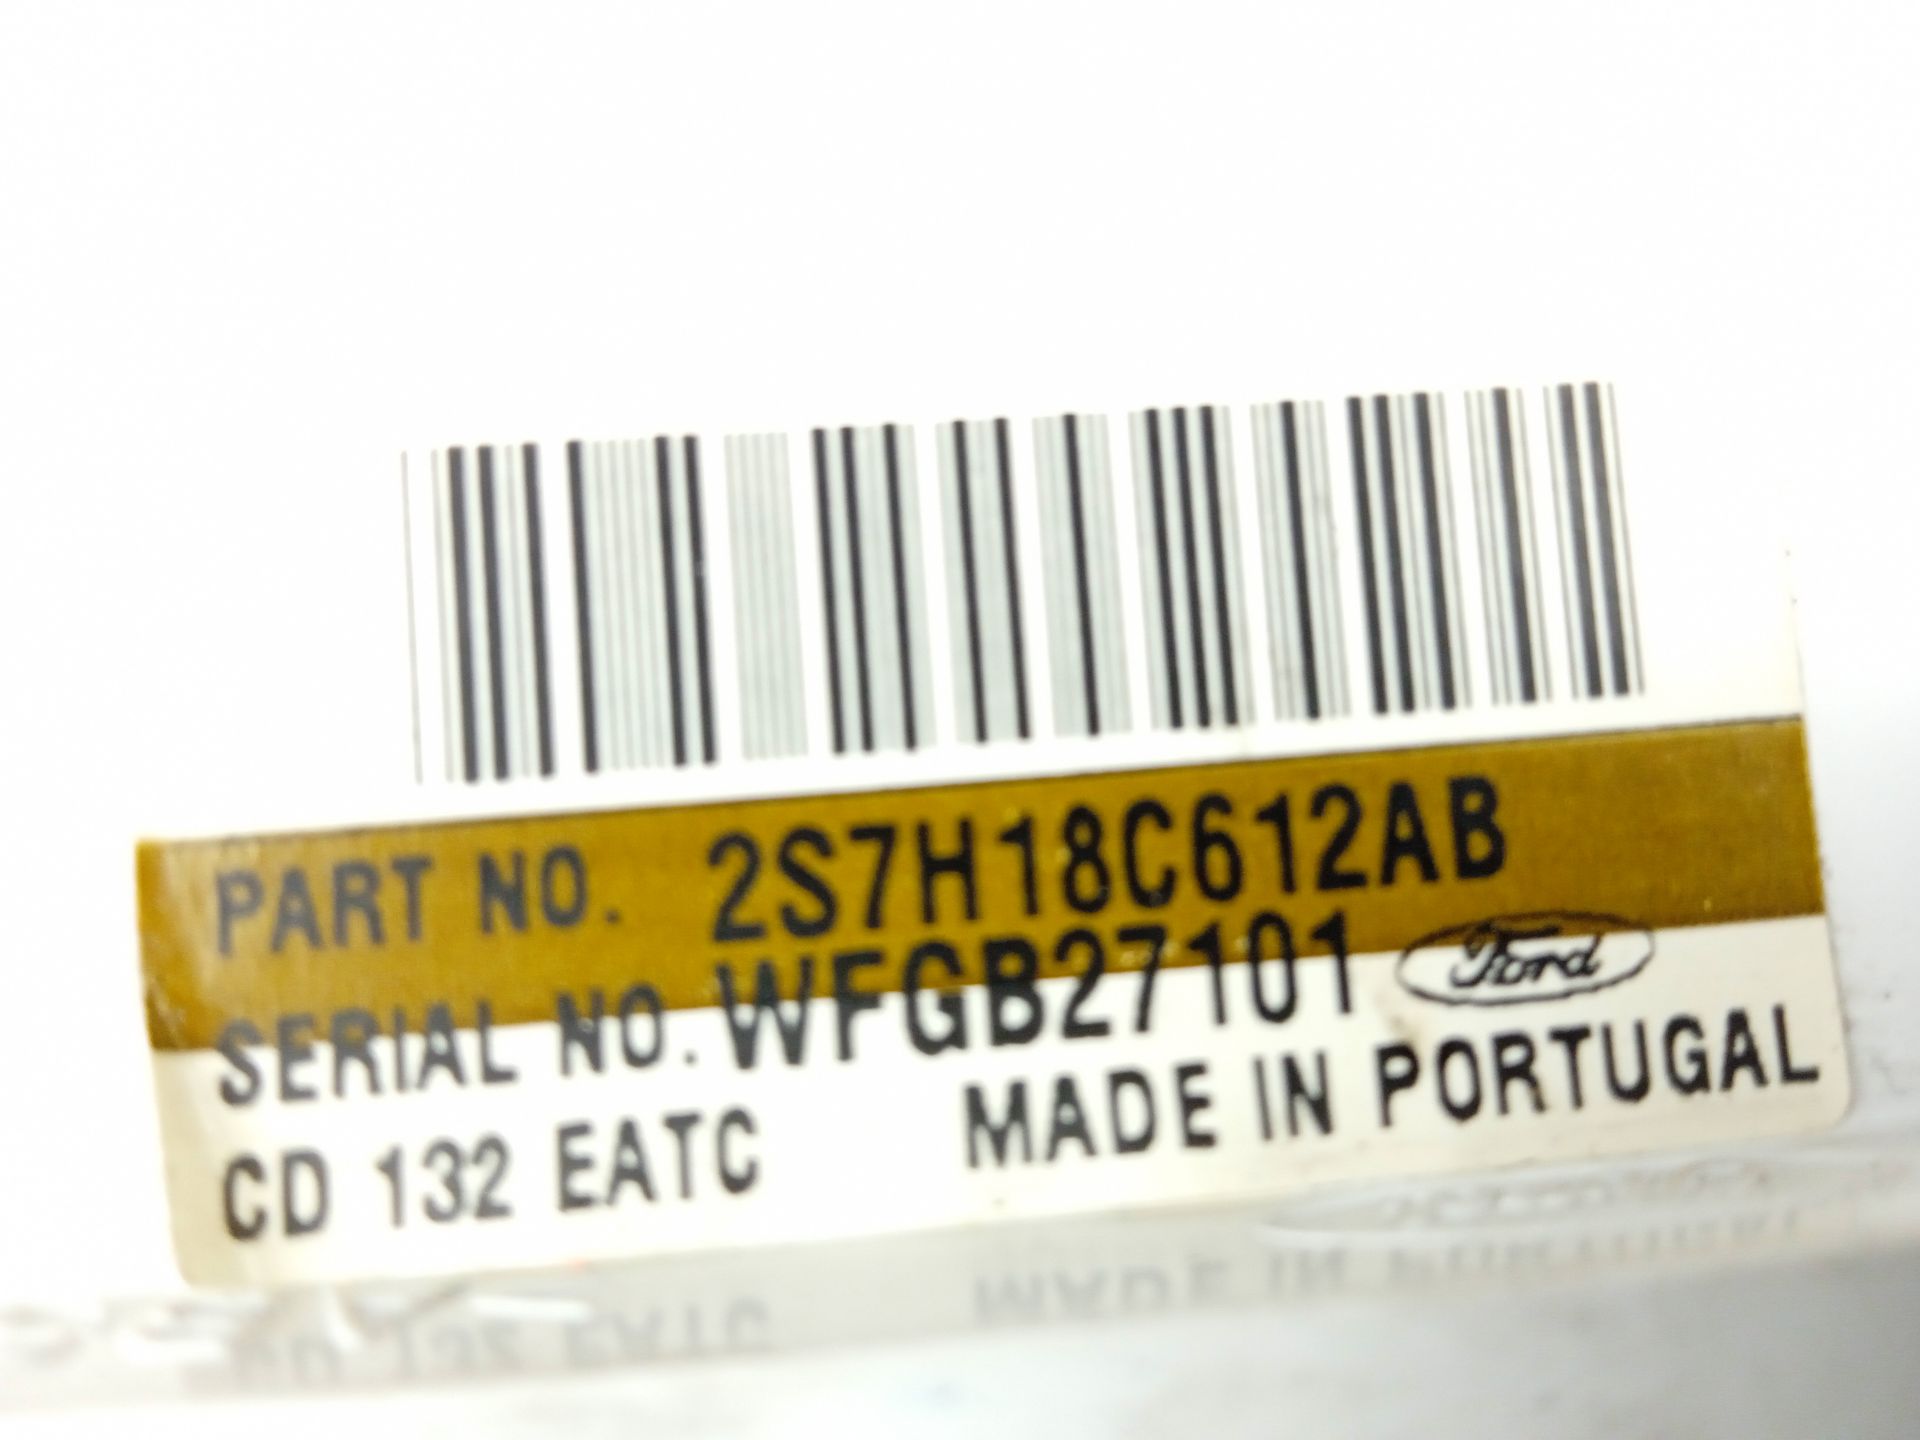 PART NO. 2S7H18C612AB
SERIAL NO. WFGB27101 Ford
CD 132 EATC MADE IN PORTUGAL